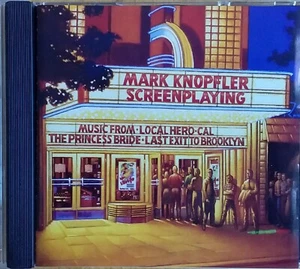 MARK KNOPFLER
SCREENPLAYING
MUSIC FROM · LOCAL HERO · CAL
THE PRINCESS BRIDE · LAST EXIT TO BROOKLYN